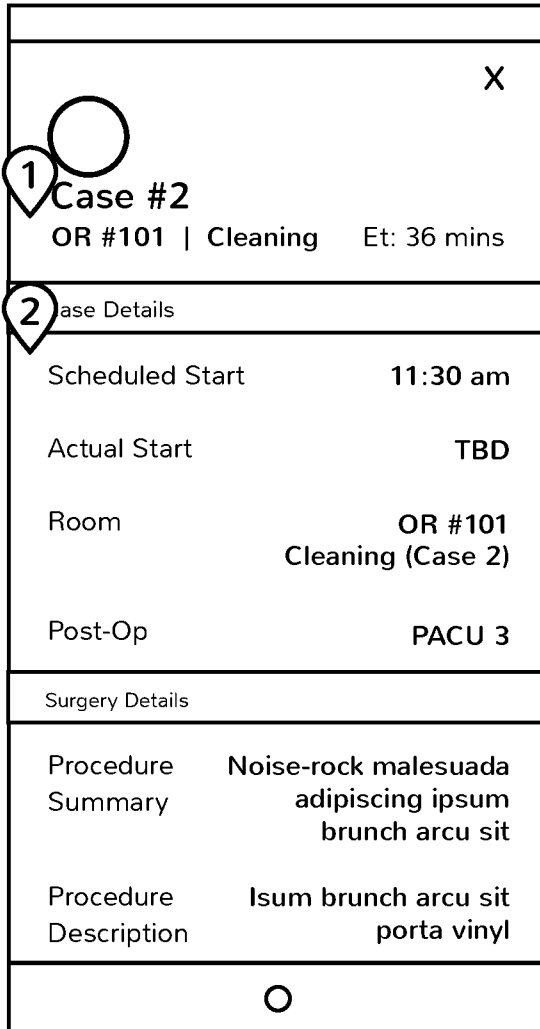 X
1
Case #2
OR #101 | Cleaning Et: 36 mins
2
ase Details
Scheduled Start 11:30 am
Actual Start TBD
Room OR #101
Cleaning (Case 2)
Post-Op PACU 3
Surgery Details
Procedure Noise-rock malesuada
Summary adipiscing ipsum
brunch arcu sit
Procedure Isum brunch arcu sit
Description porta vinyl